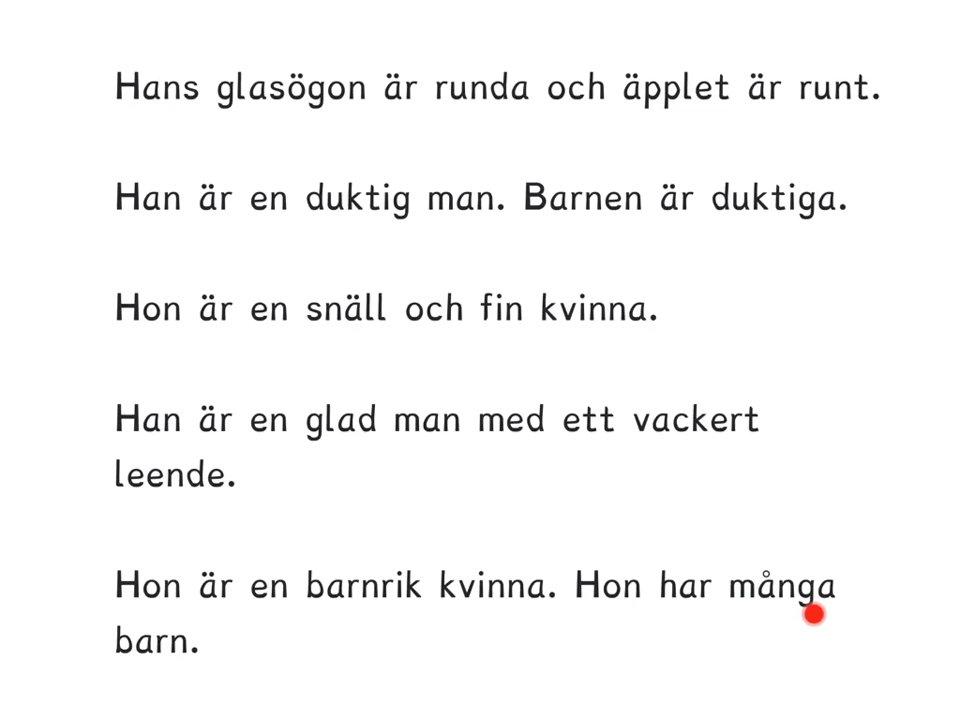 Hans glasögon är runda och äpplet är runt.
Han är en duktig man. Barnen är duktiga.
Hon är en snäll och fin kvinna.
Han är en glad man med ett vackert
leende.
Hon är en barnrik kvinna. Hon har många
barn.